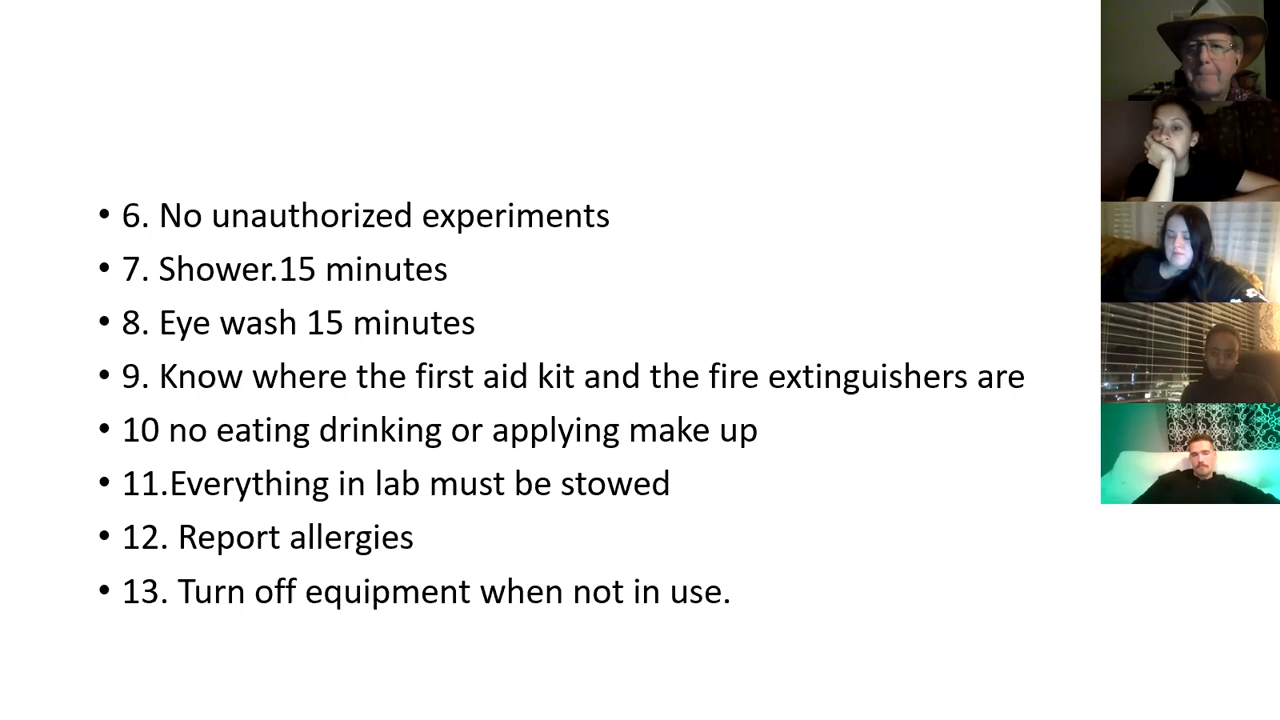 • 6. No unauthorized experiments
• 7. Shower.15 minutes
• 8. Eye wash 15 minutes
• 9. Know where the first aid kit and the fire extinguishers are
• 10 no eating drinking or applying make up
• 11.Everything in lab must be stowed
• 12. Report allergies
• 13. Turn off equipment when not in use.